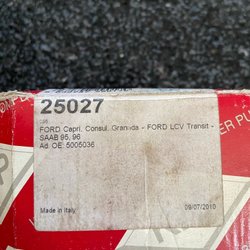 25027
FORD Capri, Consul, Granada - FORD LCV Transit -
SAAB 95, 96
Ad. OE: 5005036
Made in Italy
09/07/2010